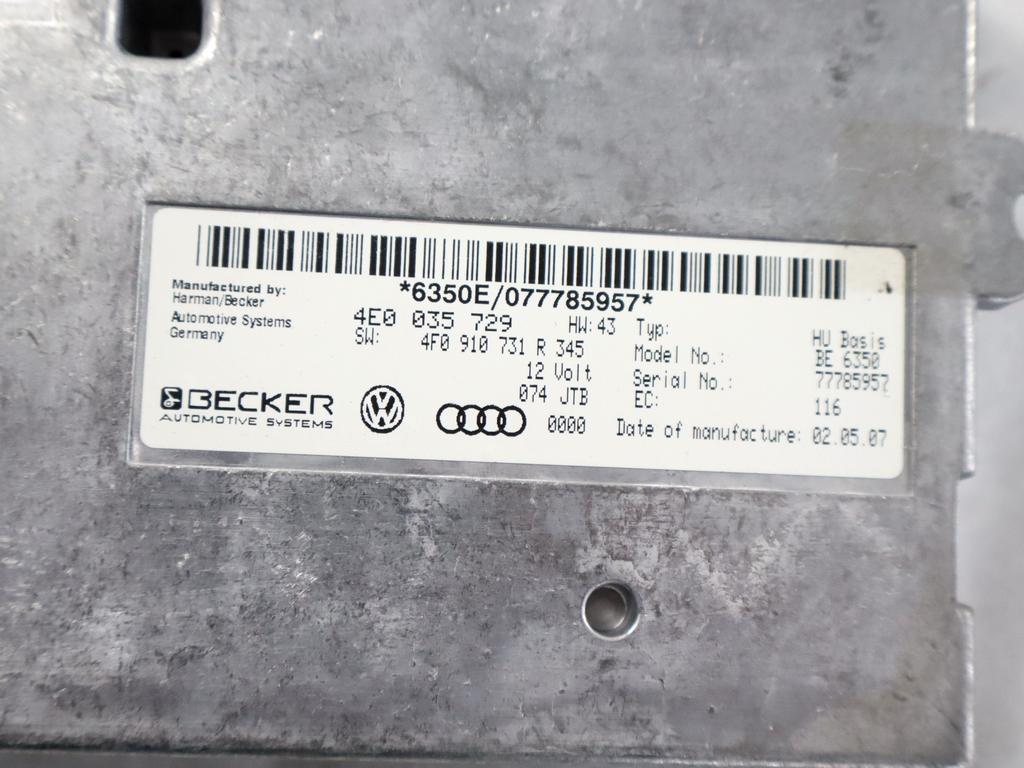 *6350E/077785957*
Manufactured by:
Harman/Becker
Automotive Systems
Germany
4E0 035 729 HW:43
SW: 4F0 910 731 R 345
12 Volt
074 JTB
0000
Typ: HU Basis
Model No.: BE 6350
Serial No.: 77785957
EC: 116
Date of manufacture: 02.05.07
BECKER
AUTOMOTIVE SYSTEMS